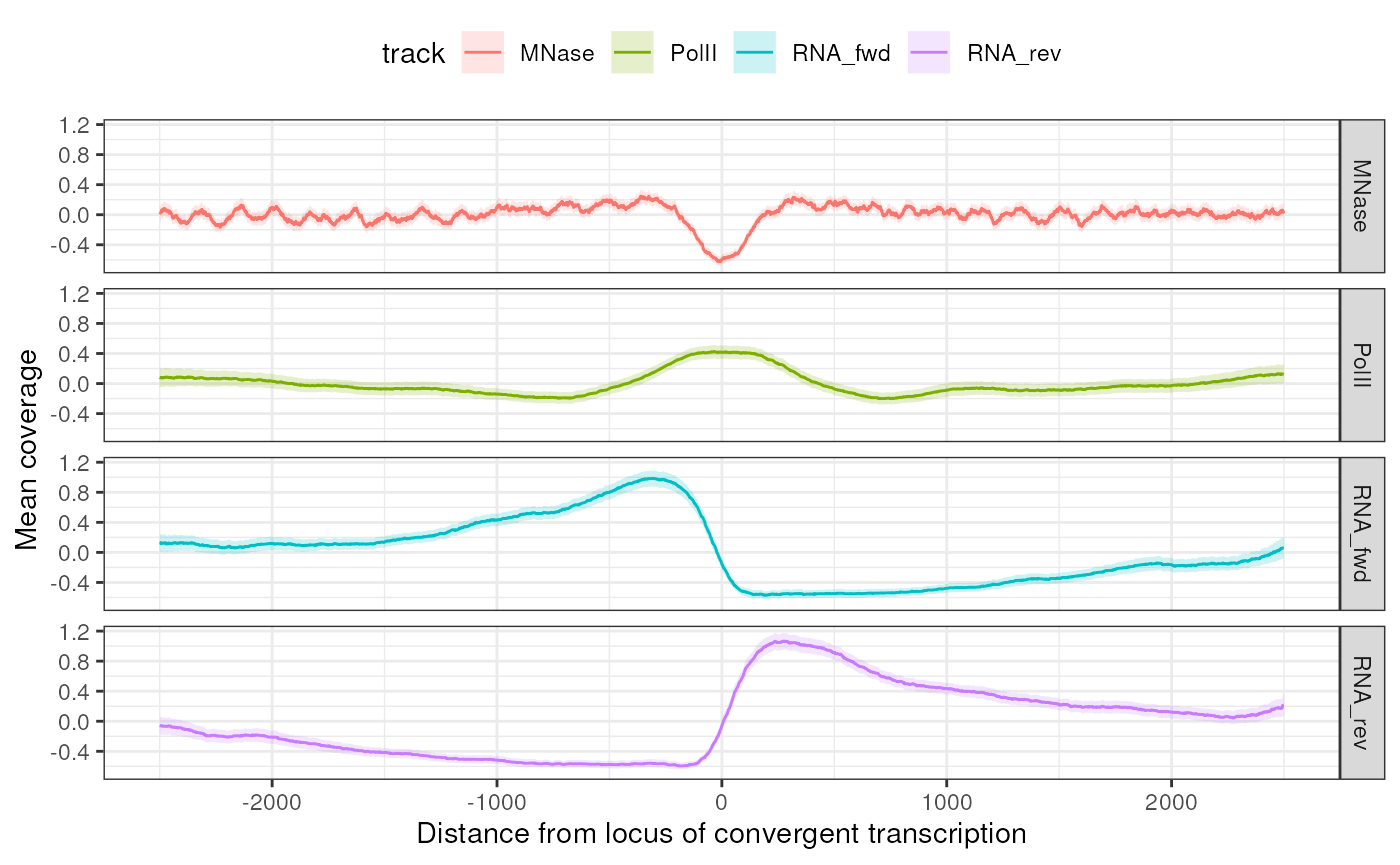 track MNase PolII RNA_fwd RNA_rev
Mean coverage
1.2
0.8
0.4
0.0
-0.4
MNase
1.2
0.8
0.4
0.0
-0.4
PolII
1.2
0.8
0.4
0.0
-0.4
RNA_fwd
1.2
0.8
0.4
0.0
-0.4
RNA_rev
-2000 -1000 0 1000 2000
Distance from locus of convergent transcription